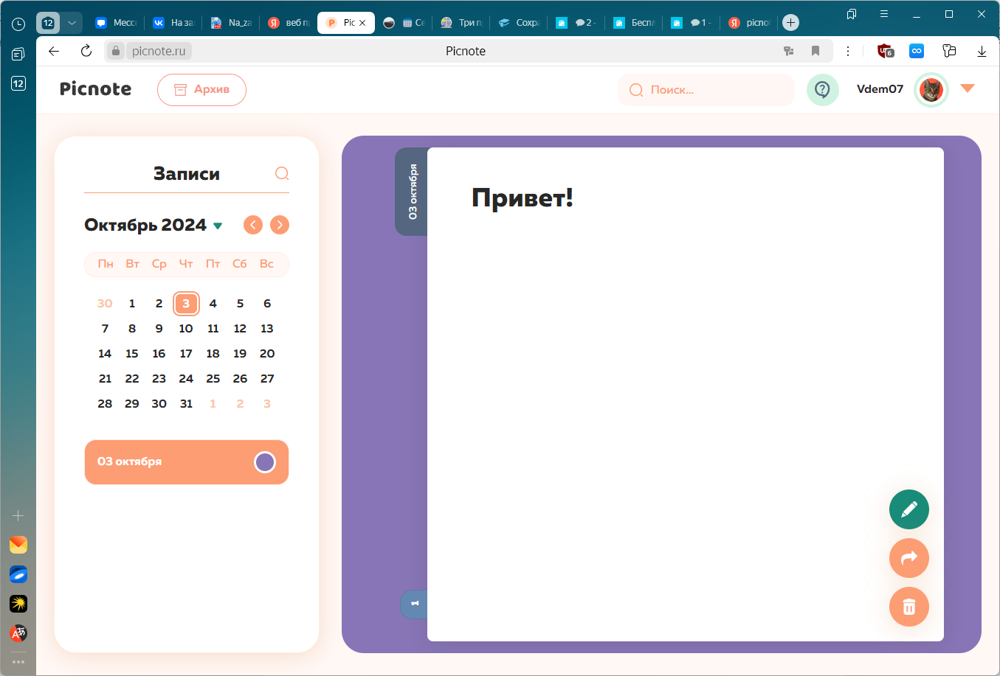 12
Месс
На за
Na_za
веб п
Pic
Се
Три п
Сохра
2 -
Беспл
1 -
picno
picnote.ru
Picnote
6
12
Picnote
Архив
Поиск...
Vdem07
Записи
Октябрь 2024
Пн Вт Ср Чт Пт Сб Вс
30 1 2 3 4 5 6
7 8 9 10 11 12 13
14 15 16 17 18 19 20
21 22 23 24 25 26 27
28 29 30 31 1 2 3
03 октября
03 октября
Привет!